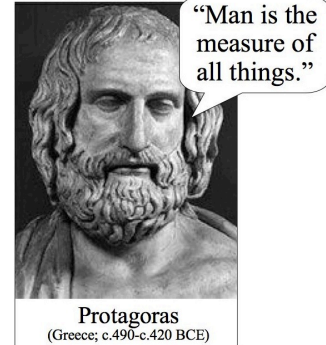 “Man is the
measure of
all things.”
Protagoras
(Greece; c.490-c.420 BCE)